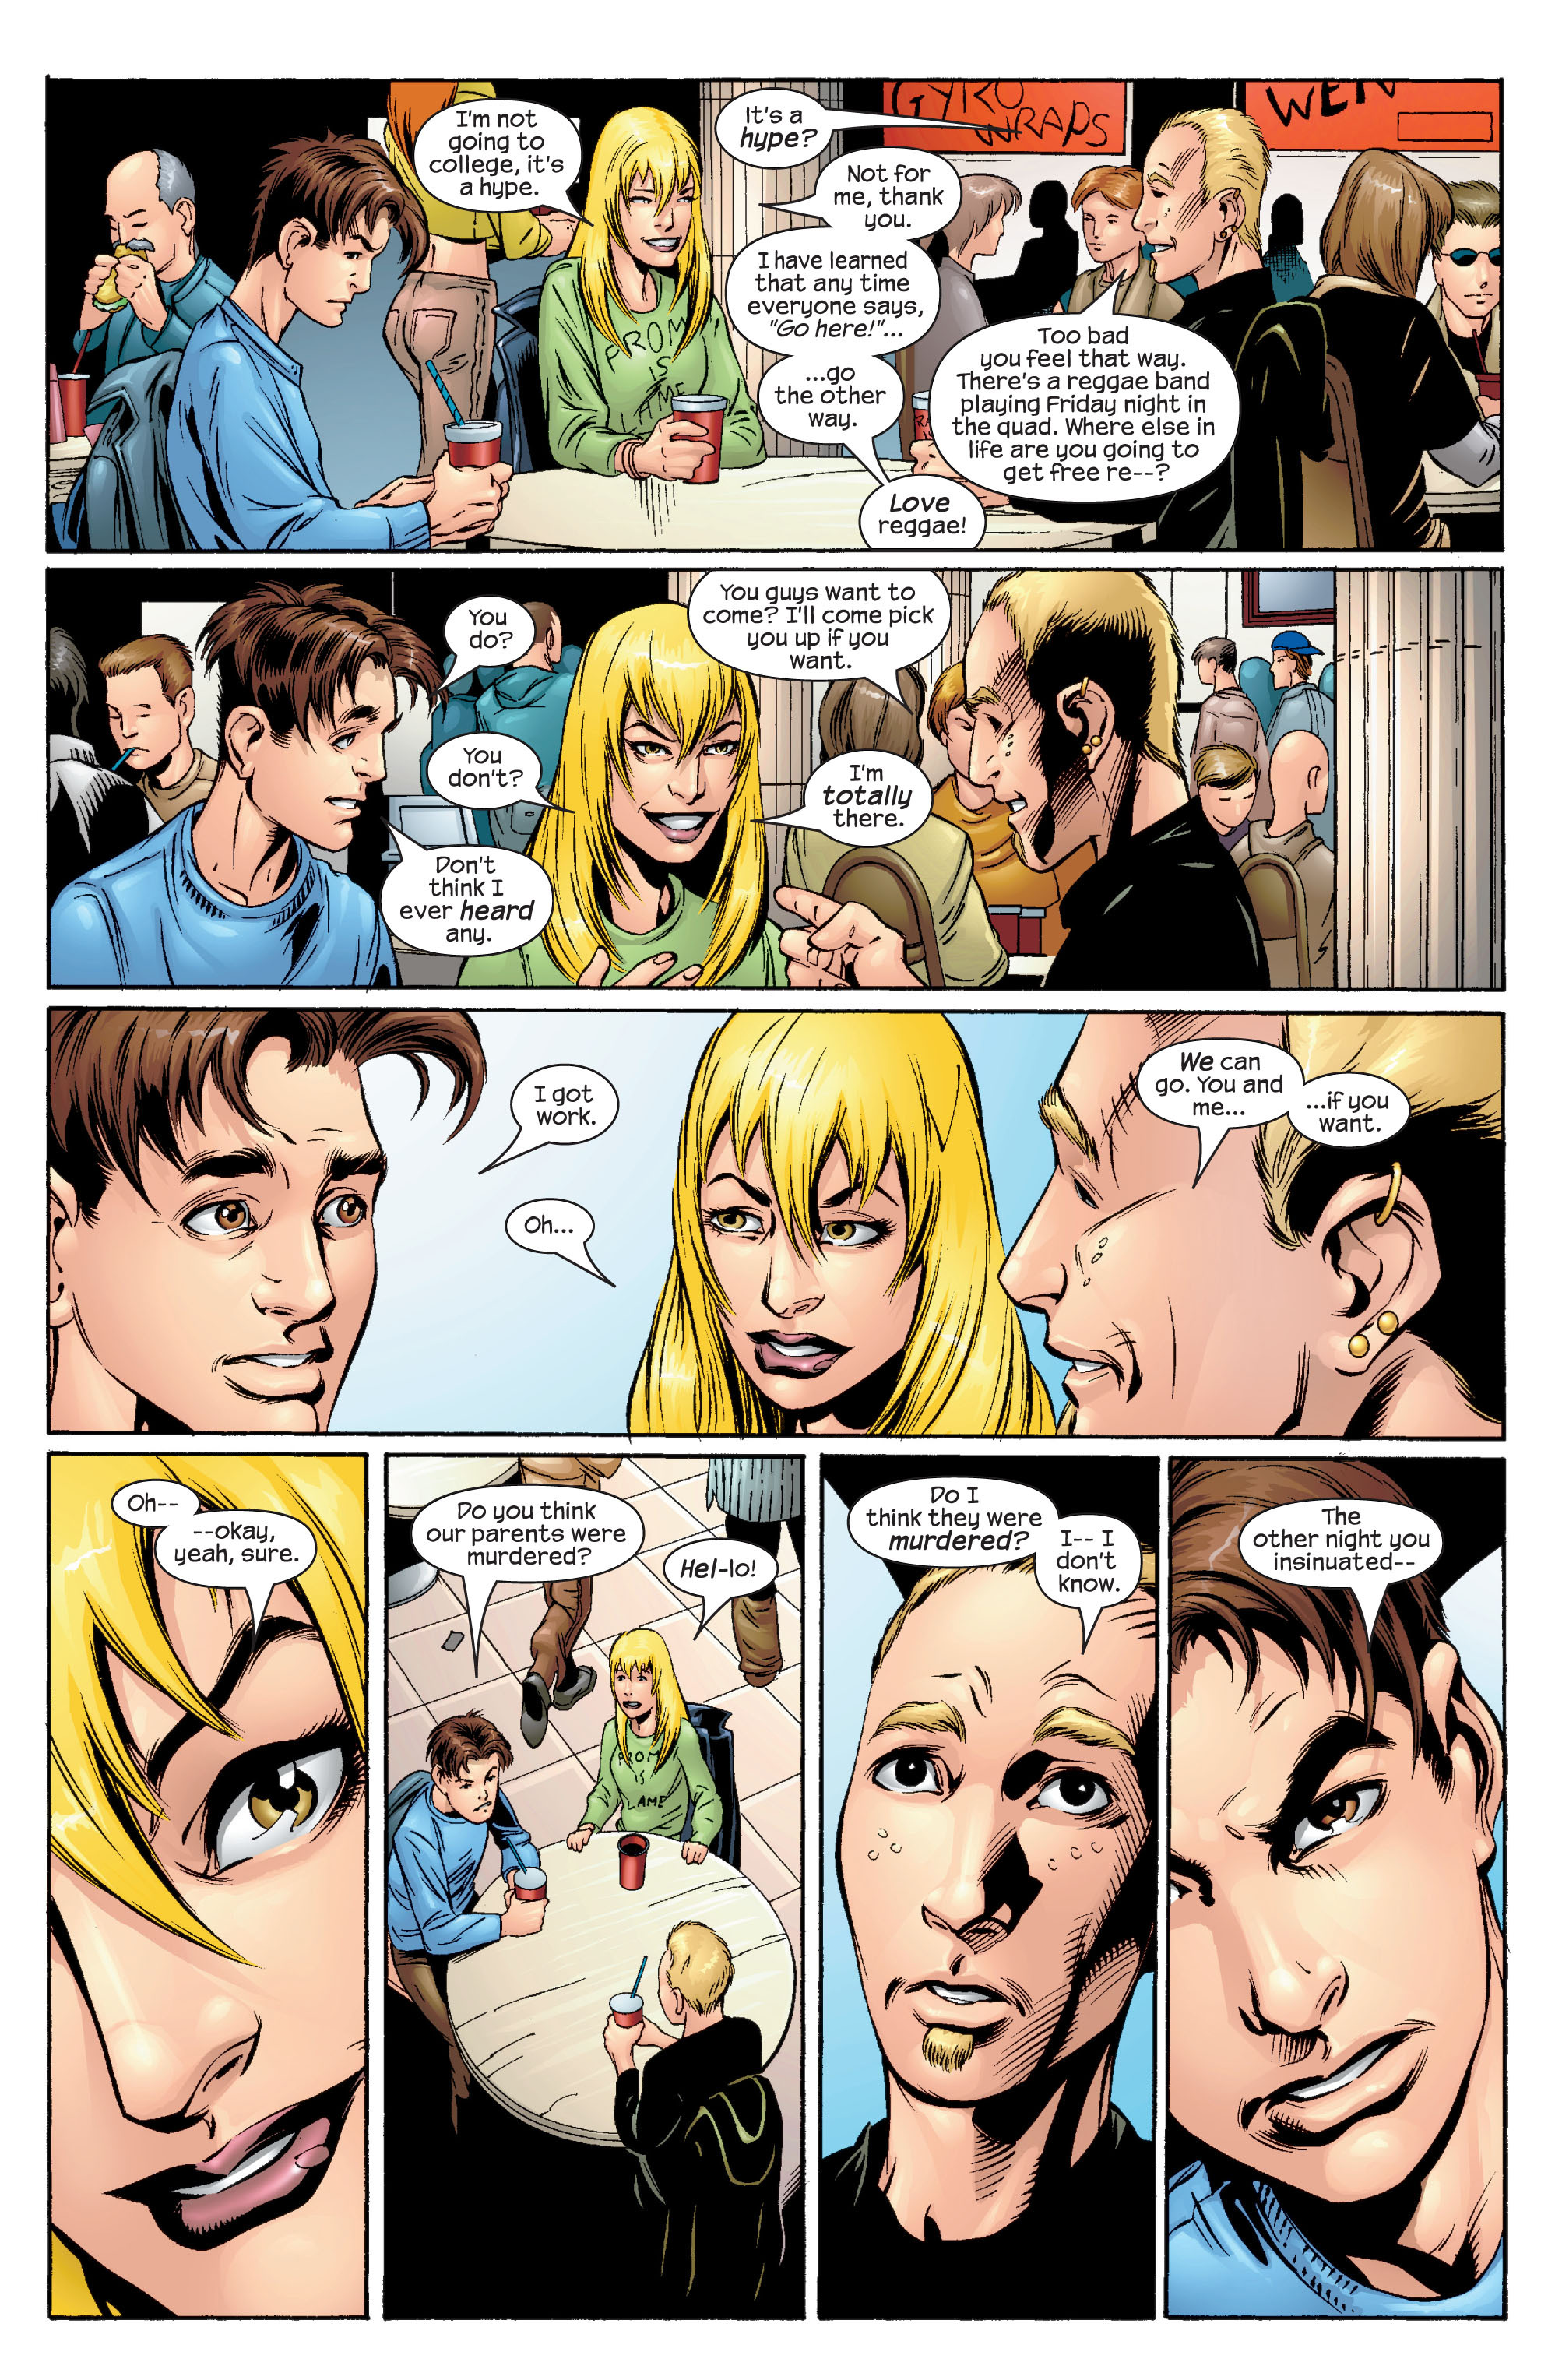 I'm not
going to
college, it's
a hype.
It's a
hype?
GYRO
WRAPS
WEN
Not for
me, thank
you.
I have learned
that any time
everyone says,
"Go here!"...
...go
the other
way.
PROM
IS
AME
Too bad
you feel that way.
There's a reggae band
playing Friday night in
the quad. Where else in
life are you going to
get free re--?
Love
reggae!
You
do?
You guys want to
come? I'll come pick
you up if you
want.
You
don't?
I'm
totally
there.
Don't
think I
ever heard
any.
I got
work.
Oh...
We can
go. You and
me...
...if you
want.
Oh--
--okay,
yeah, sure.
Do you think
our parents were
murdered?
Hel-lo!
PROM
IS
LAME
Do I
think they were
murdered?
I-- I
don't
know.
The
other night you
insinuated--